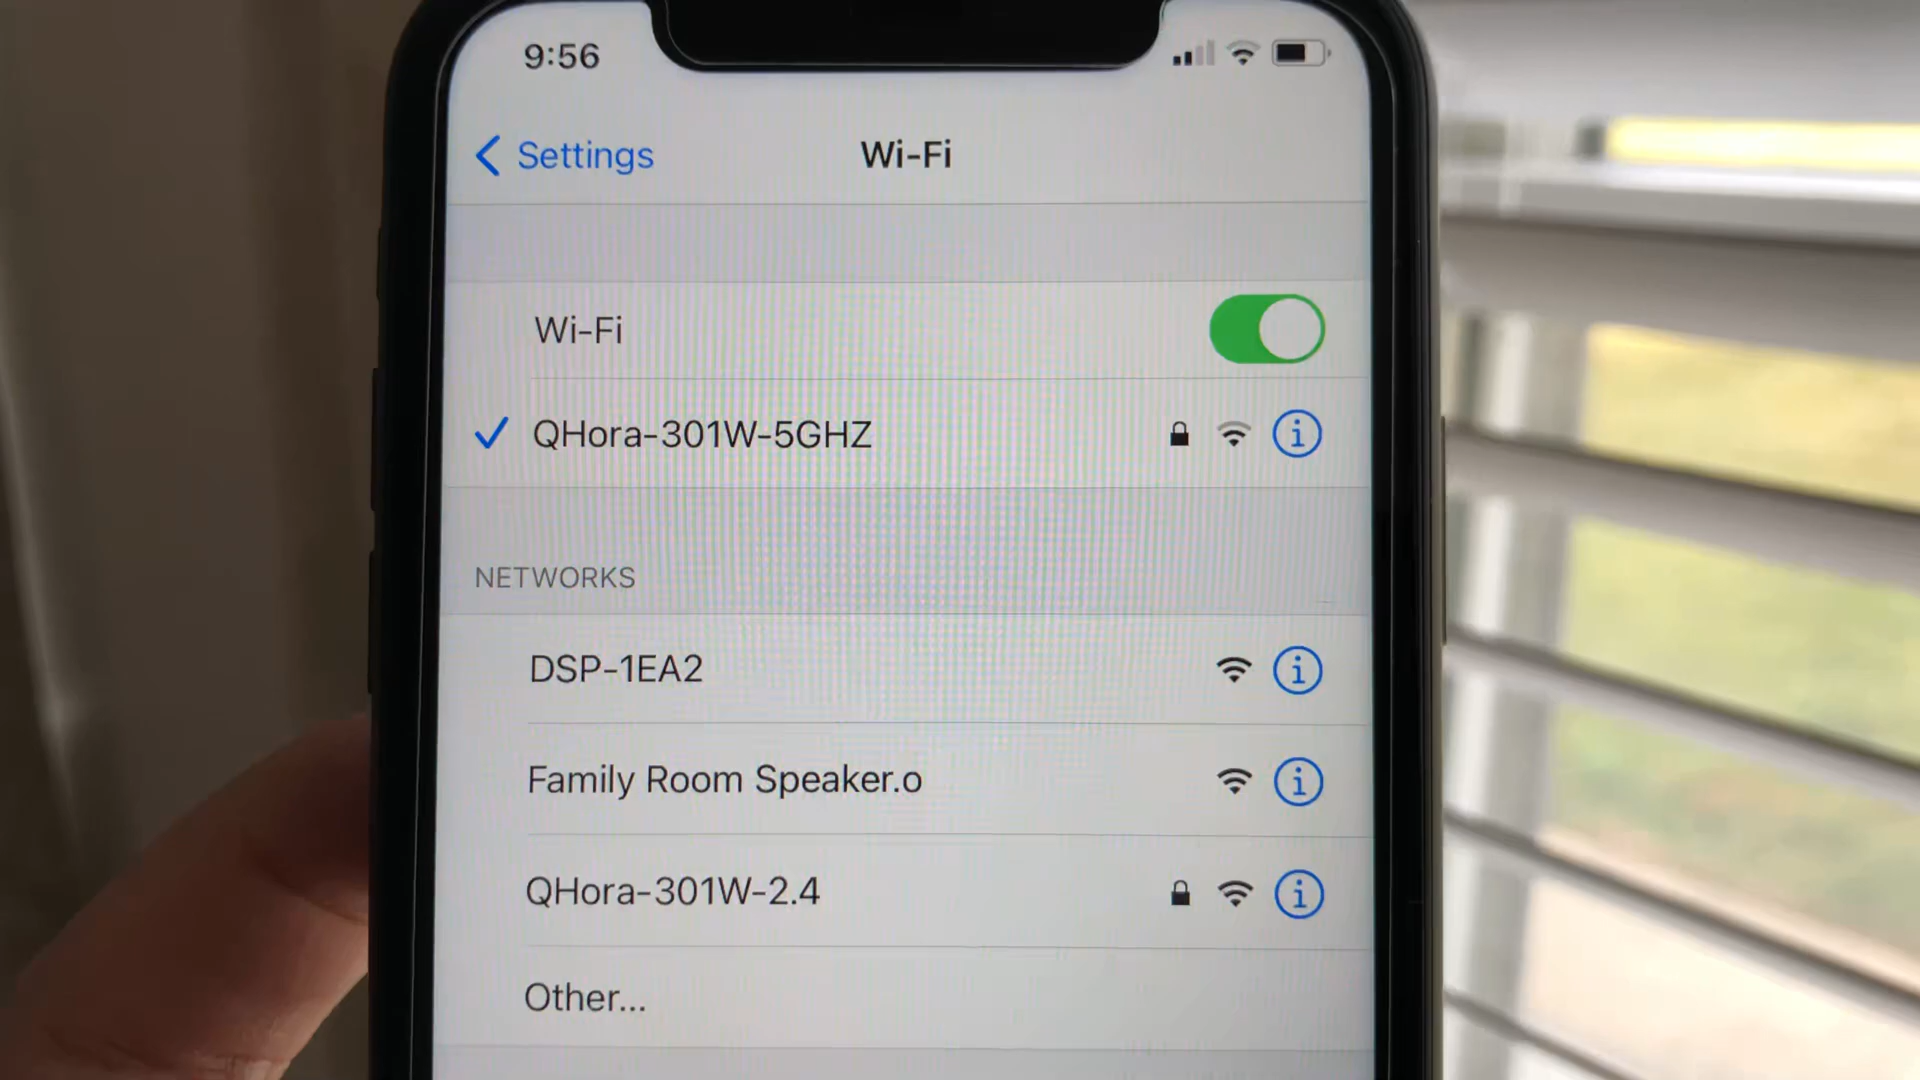 9:56
Settings
Wi-Fi
Wi-Fi
QHora-301W-5GHZ
NETWORKS
DSP-1EA2
Family Room Speaker.o
QHora-301W-2.4
Other...